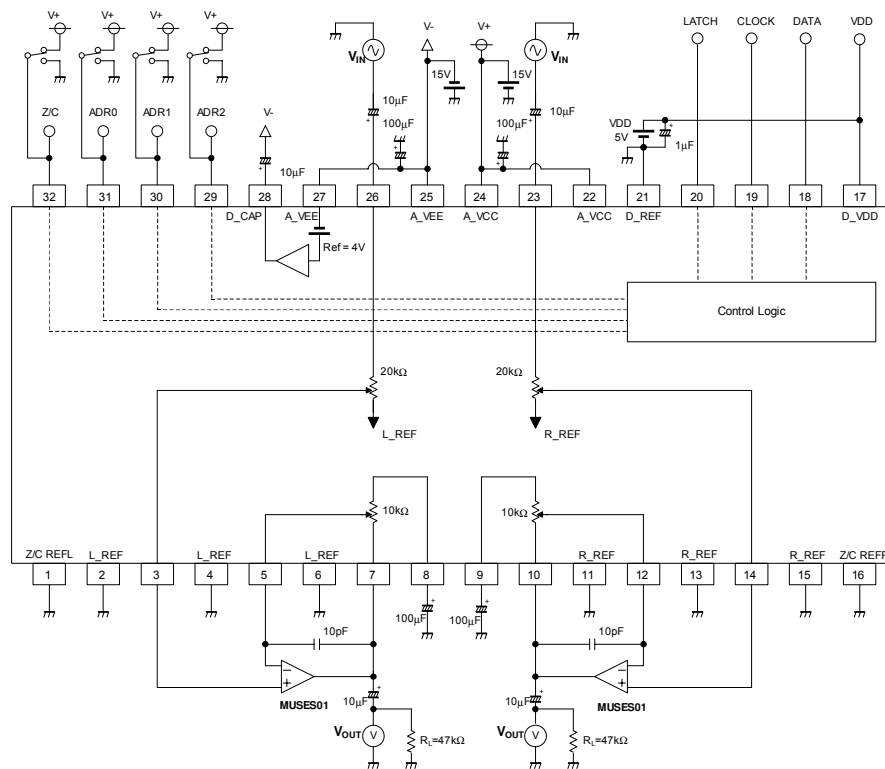 V+ V+ V+ V+ V- V+ LATCH CLOCK DATA VDD
VIN VIN
15V 15V
Z/C ADR0 ADR1 ADR2 V- 10μF 10μF
100μF 100μF VDD
5V
10μF 1μF
32 31 30 29 28 27 26 25 24 23 22 21 20 19 18 17
D_CAP A_VEE A_VEE A_VCC A_VCC D_REF D_VDD
Ref = 4V
Control Logic
20kΩ 20kΩ
L_REF R_REF
10kΩ 10kΩ
Z/C REFL L_REF L_REF L_REF R_REF R_REF R_REF Z/C REFR
1 2 3 4 5 6 7 8 9 10 11 12 13 14 15 16
100μF 100μF
10pF 10pF
MUSES01 10μF 10μF MUSES01
VOUT V RL=47kΩ VOUT V RL=47kΩ